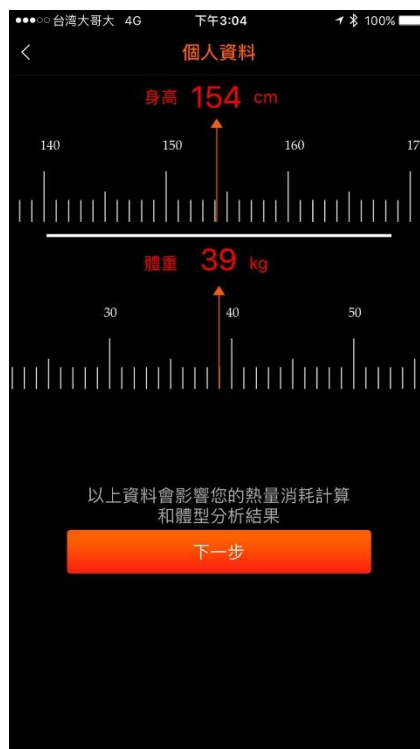 台湾大哥大 4G 下午3:04 100%
個人資料
身高 154 cm
140 150 160 17
體重 39 kg
30 40 50
以上資料會影響您的熱量消耗計算
和體型分析結果
下一步